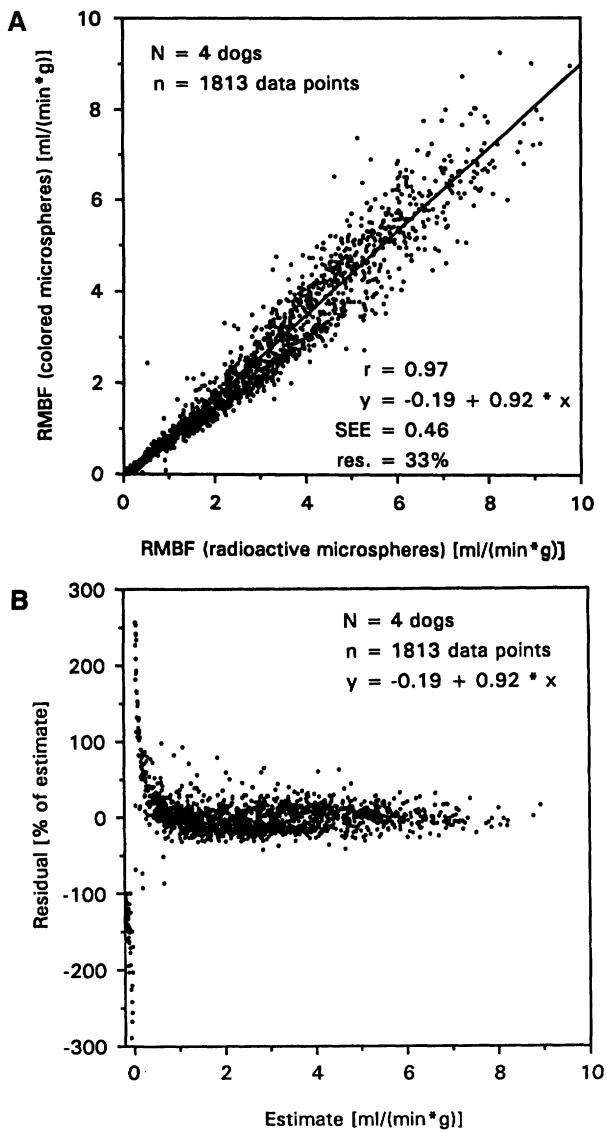 A
10
8
6
4
2
0
RMBF (colored microspheres) [ml/(min*g)]
N = 4 dogs
n = 1813 data points
r = 0.97
y = -0.19 + 0.92 * x
SEE = 0.46
res. = 33%
0 2 4 6 8 10
RMBF (radioactive microspheres) [ml/(min*g)]
B
300
200
100
0
-100
-200
-300
Residual [% of estimate]
N = 4 dogs
n = 1813 data points
y = -0.19 + 0.92 * x
0 2 4 6 8 10
Estimate [ml/(min*g)]